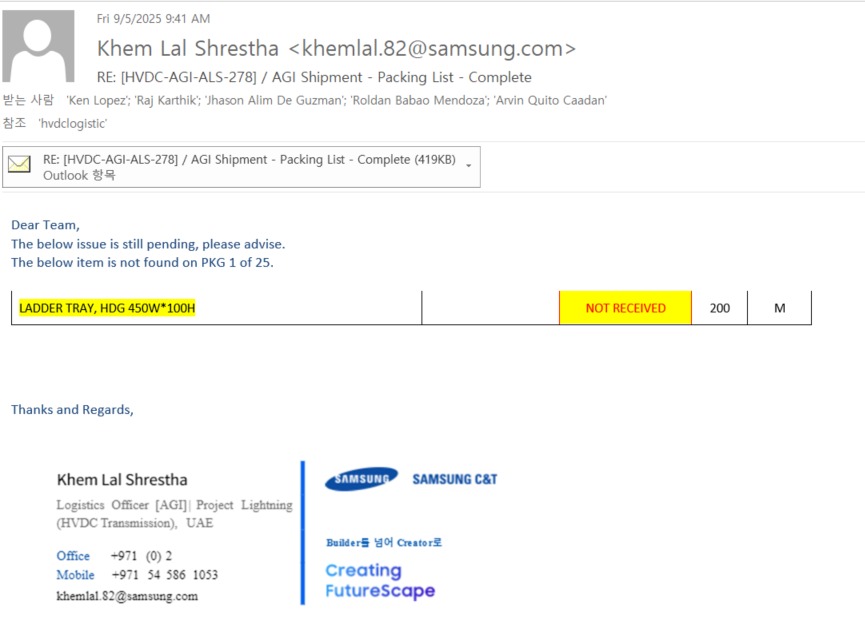 Fri 9/5/2025 9:41 AM
Khem Lal Shrestha <khemlal.82@samsung.com>
RE: [HVDC-AGI-ALS-278] / AGI Shipment - Packing List - Complete
받는 사람 'Ken Lopez'; 'Raj Karthik'; 'Jhason Alim De Guzman'; 'Roldan Babao Mendoza'; 'Arvin Quito Caadan'
참조 'hvdclogistic'
RE: [HVDC-AGI-ALS-278] / AGI Shipment - Packing List - Complete (419KB)
Outlook 항목
Dear Team,
The below issue is still pending, please advise.
The below item is not found on PKG 1 of 25.
LADDER TRAY, HDG 450W*100H NOT RECEIVED 200 M
Thanks and Regards,
Khem Lal Shrestha
Logistics Officer [AGI]| Project Lightning
(HVDC Transmission), UAE
Office +971 (0) 2
Mobile +971 54 586 1053
khemlal.82@samsung.com
SAMSUNG SAMSUNG C&T
Builder를 넘어 Creator로
Creating
FutureScape